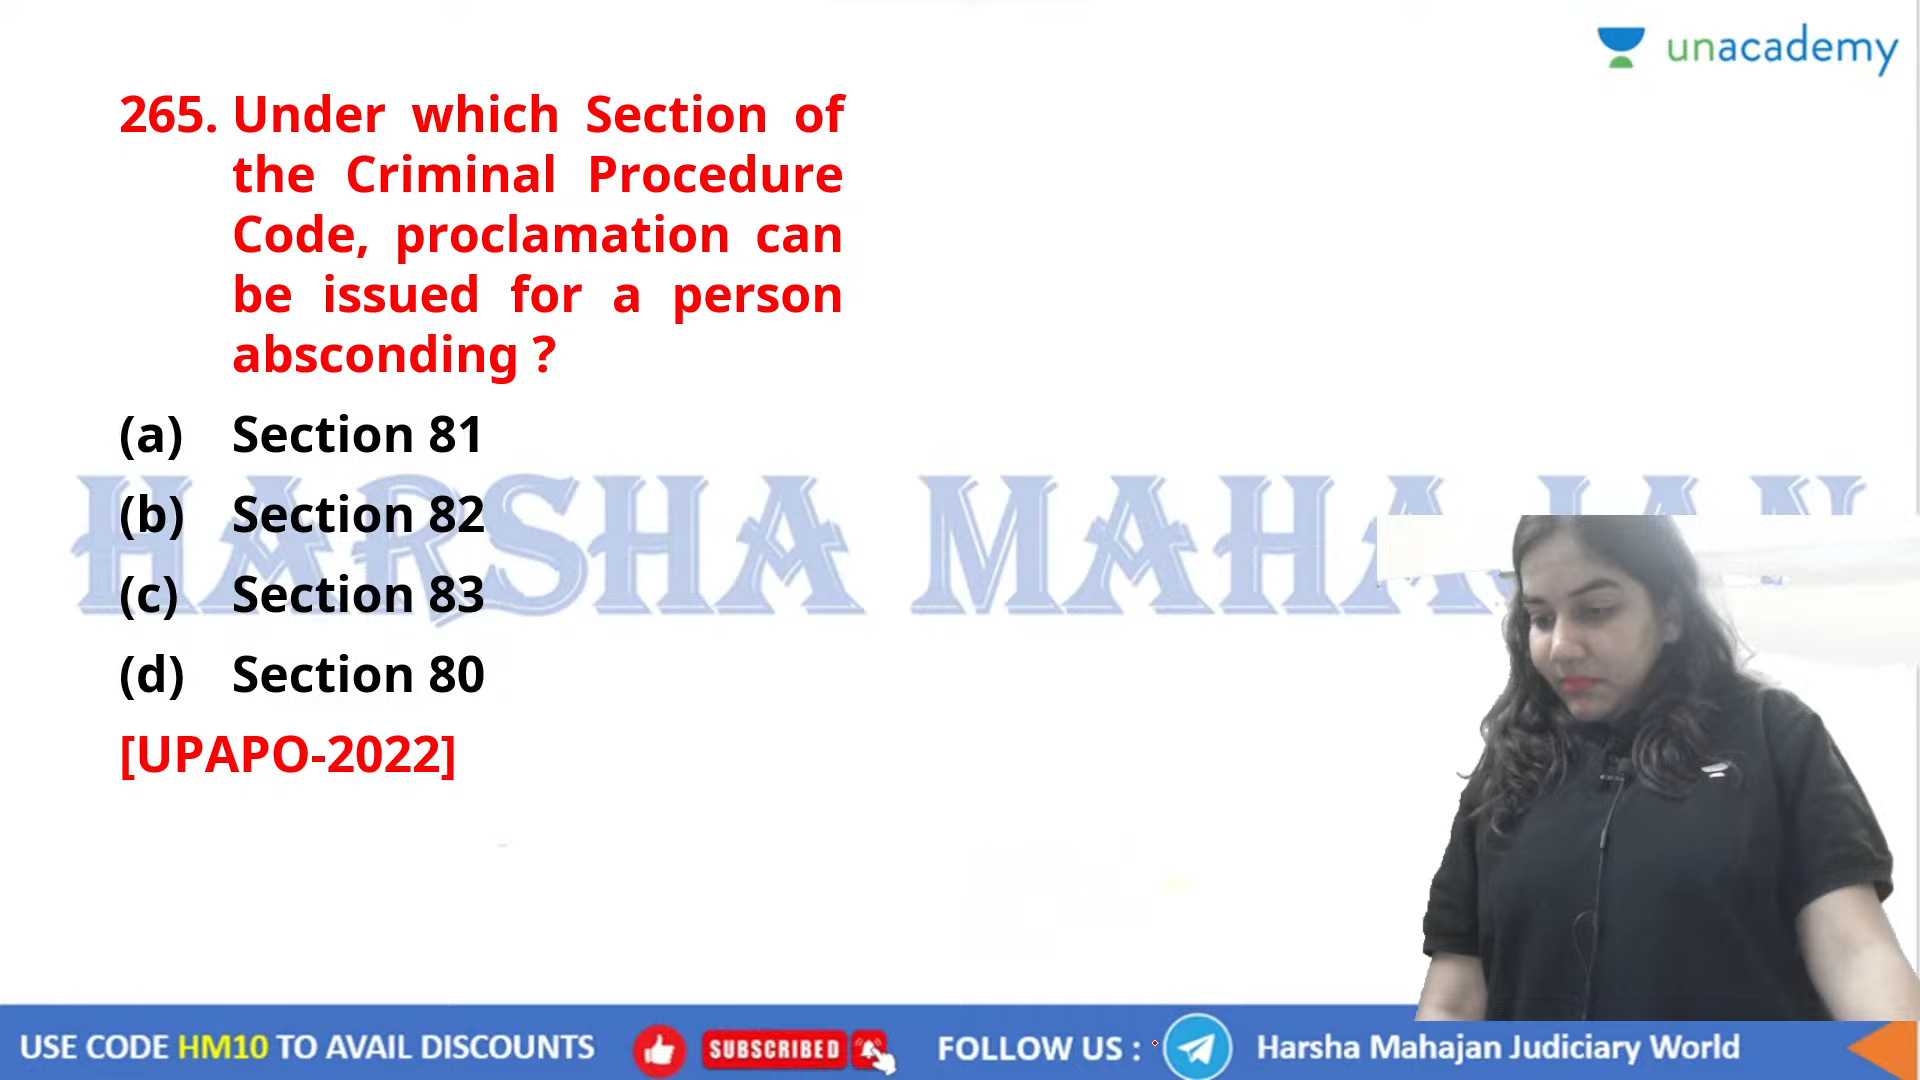 unacademy
265. Under which Section of
the Criminal Procedure
Code, proclamation can
be issued for a person
absconding ?
(a) Section 81
(b) Section 82
(c) Section 83
(d) Section 80
[UPAPO-2022]
HARSHA MAHAJAN
USE CODE HM10 TO AVAIL DISCOUNTS
SUBSCRIBED
FOLLOW US :
Harsha Mahajan Judiciary World